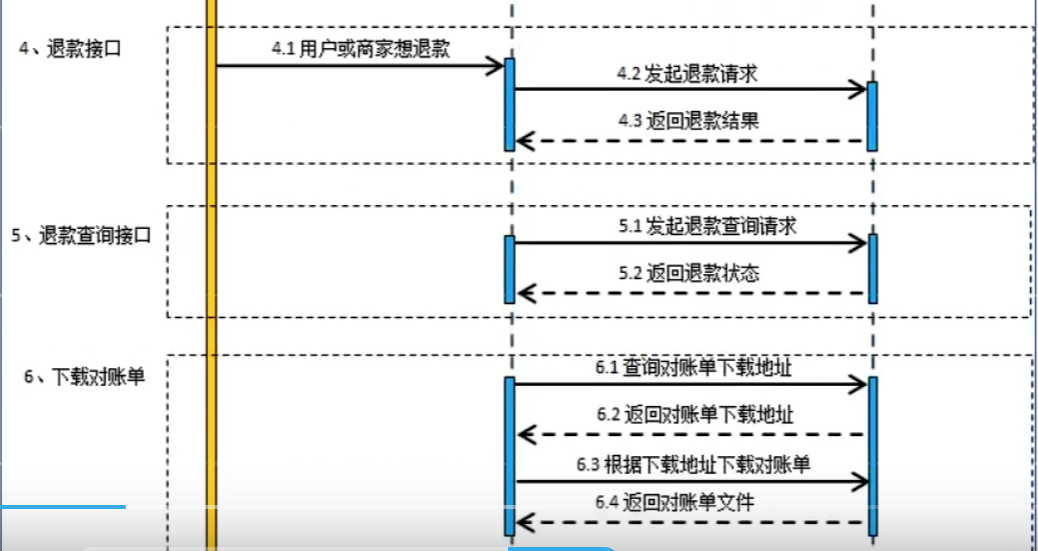 4、退款接口
4.1 用户或商家想退款
4.2 发起退款请求
4.3 返回退款结果
5、退款查询接口
5.1 发起退款查询请求
5.2 返回退款状态
6、下载对账单
6.1 查询对账单下载地址
6.2 返回对账单下载地址
6.3 根据下载地址下载对账单
6.4 返回对账单文件